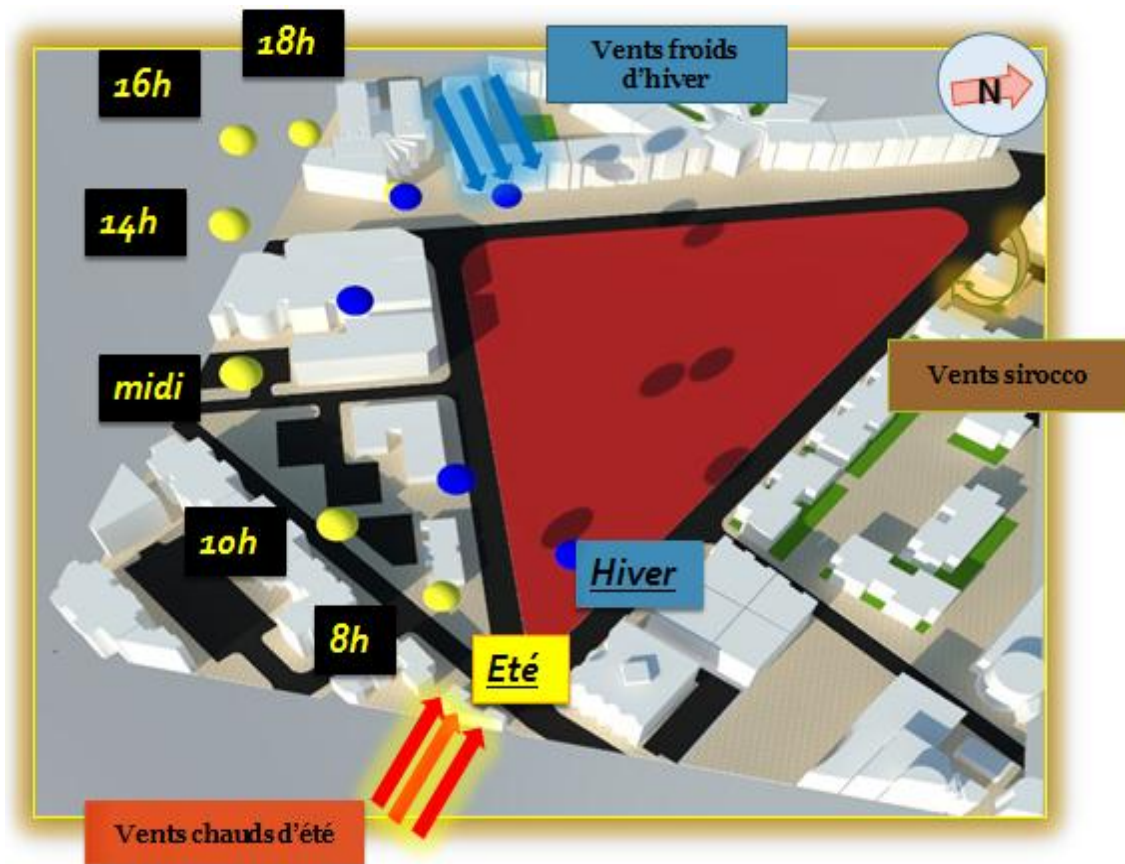 18h
Vents froids
d'hiver
16h
N
14h
Vents sirocco
midi
10h
Hiver
8h
Eté
Vents chauds d'été